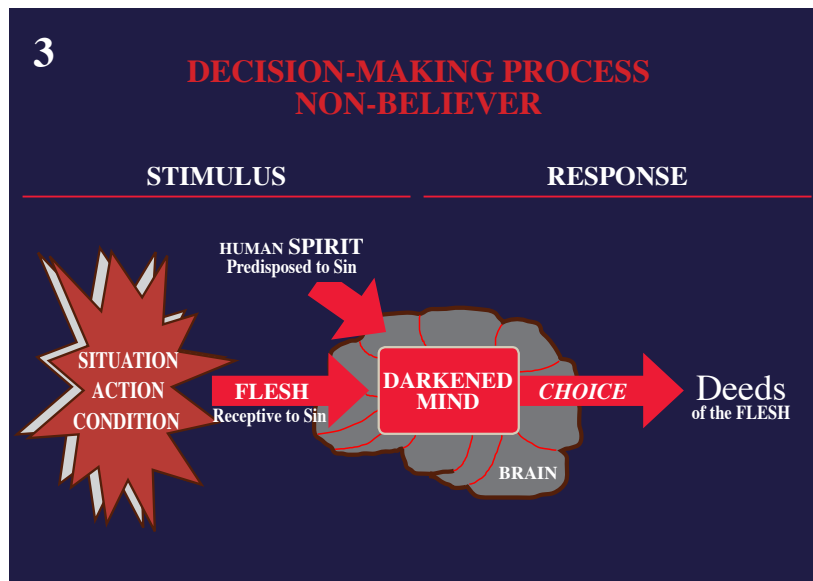 3
DECISION-MAKING PROCESS
NON-BELIEVER
STIMULUS
RESPONSE
HUMAN SPIRIT
Predisposed to Sin
SITUATION
ACTION
CONDITION
FLESH
Receptive to Sin
DARKENED
MIND
CHOICE
Deeds
of the FLESH
BRAIN